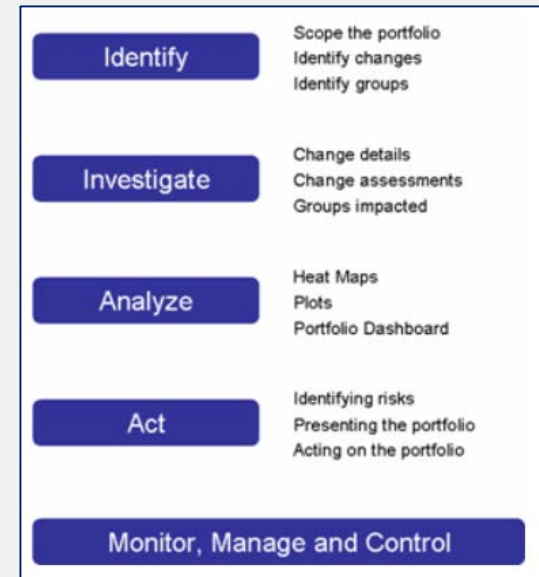 Identify
Scope the portfolio
Identify changes
Identify groups
Investigate
Change details
Change assessments
Groups impacted
Analyze
Heat Maps
Plots
Portfolio Dashboard
Act
Identifying risks
Presenting the portfolio
Acting on the portfolio
Monitor, Manage and Control